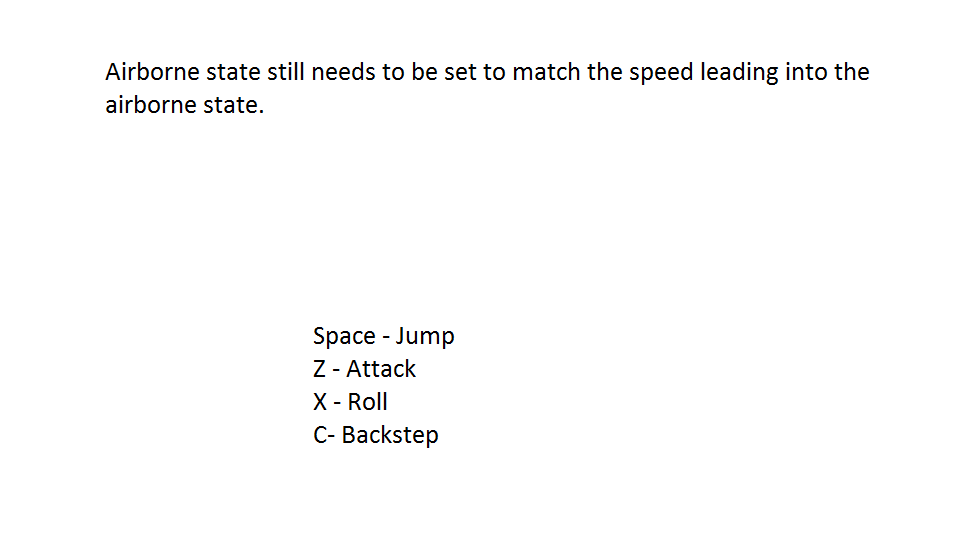 Airborne state still needs to be set to match the speed leading into the
airborne state.
Space - Jump
Z - Attack
X - Roll
C- Backstep